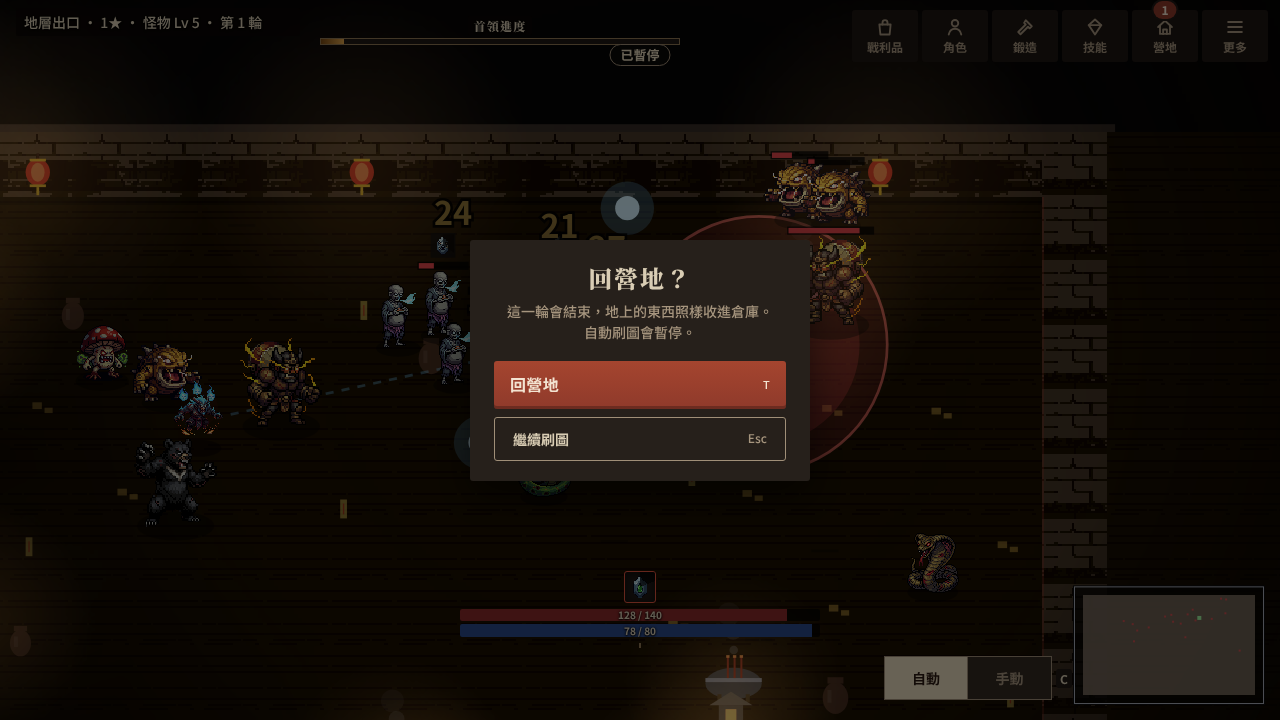 地層出口 · 1★ · 怪物 Lv 5 · 第 1 輪
首領進度
已暫停
戰利品
角色
鍛造
技能
1
營地
更多
24
21
回營地？
這一輪會結束，地上的東西照樣收進倉庫。
自動刷圖會暫停。
回營地 T
繼續刷圖 Esc
128 / 140
78 / 80
自動
手動
C